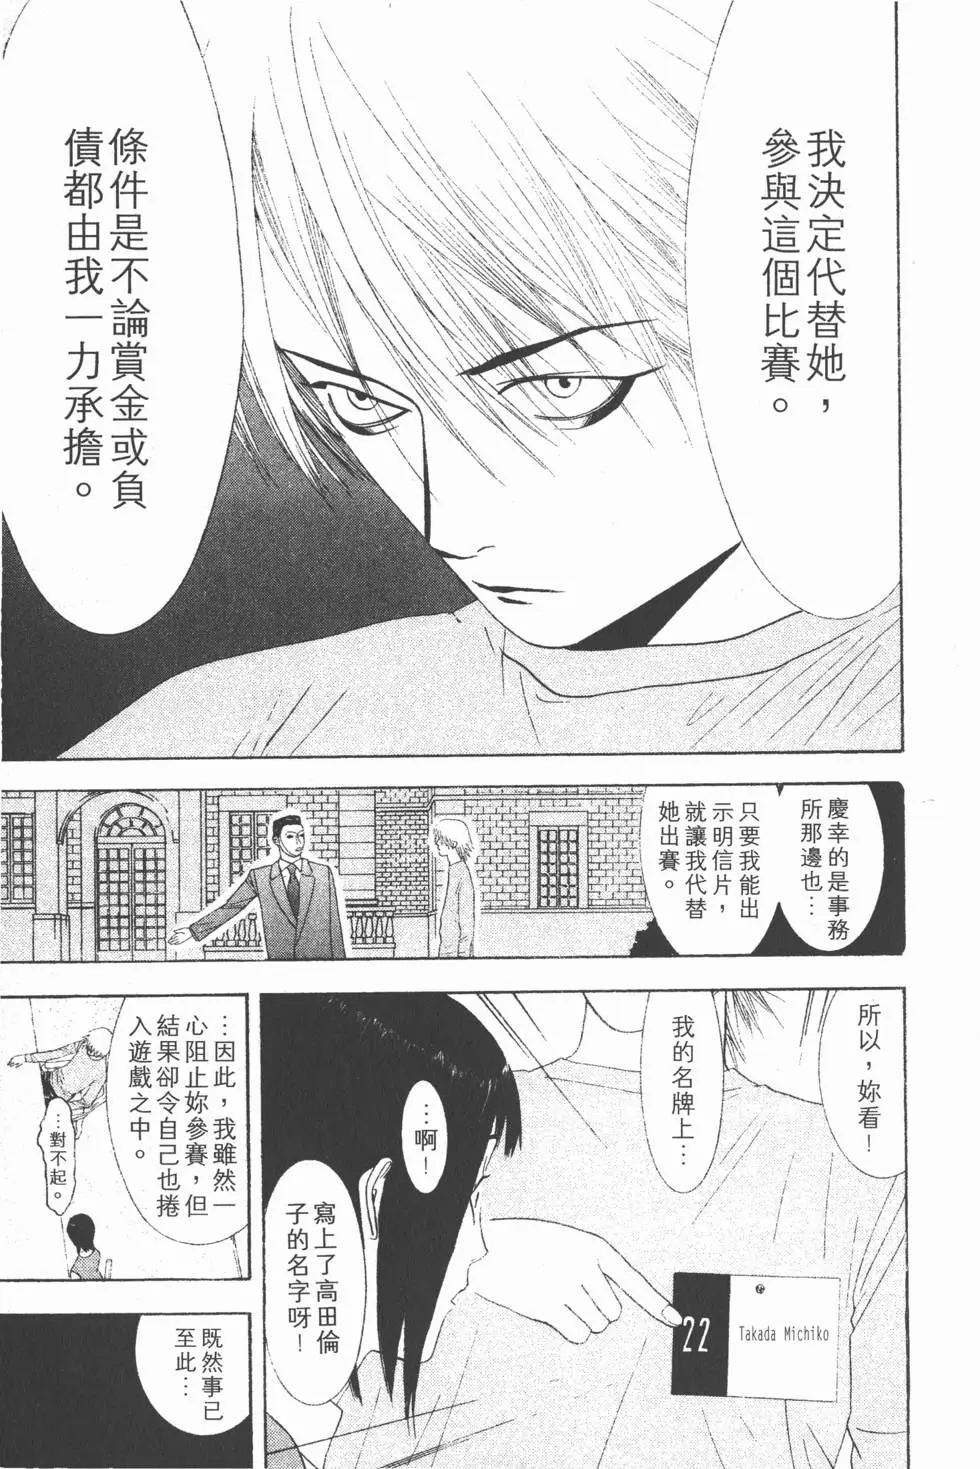 我決定代替她，
參與這個比賽。
條件是不論賞金或負
債都由我一力承擔。
慶幸的是事務
所那邊也…
只要我能出
示明信片，
就讓我代替
她出賽。
所以，妳看！
我的名牌上…
…啊！
寫上了高田倫
子的名字呀！
22
Takada Michiko
…因此，我雖然一
心阻止妳參賽，但
結果卻令自己也捲
入遊戲之中。
…對不起。
既然事已
至此…